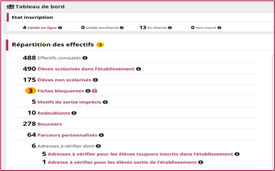 Tableau de bord
Etat inscription
4 Validé en ligne 0 Validé secrétariat 13 En attente 0 Non inscrit
Répartition des effectifs 3
488 Effectifs constatés
490 Élèves scolarisés dans l'établissement
175 Élèves non scolarisés
3 Fiches bloquantes
5 Motifs de sortie imprécis
10 Redoublants
278 Boursiers
64 Parcours personnalisés
6 Adresses à vérifier dont
5 Adresses à vérifier pour les élèves toujours inscrits dans l'établissement
1 Adresse à vérifier pour les élèves sortis de l'établissement